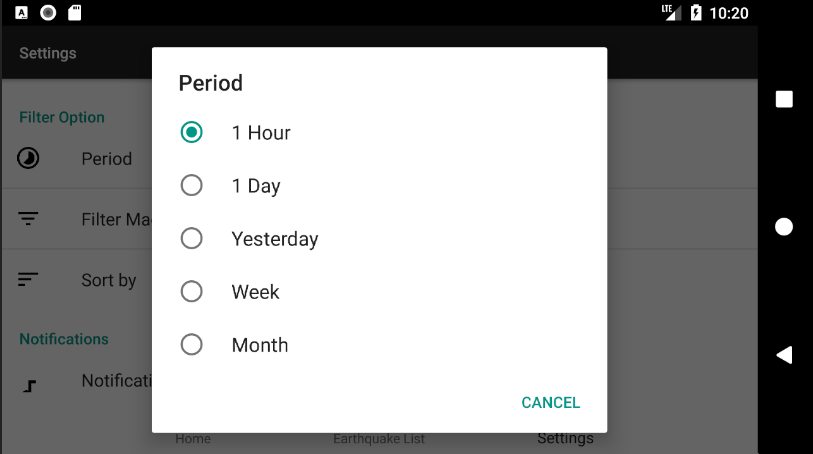 A
LTE
10:20
Settings
Period
Filter Option
1 Hour
Period
1 Day
Filter Ma
Yesterday
Sort by
Week
Notifications
Month
Notificati
CANCEL
Home
Earthquake List
Settings